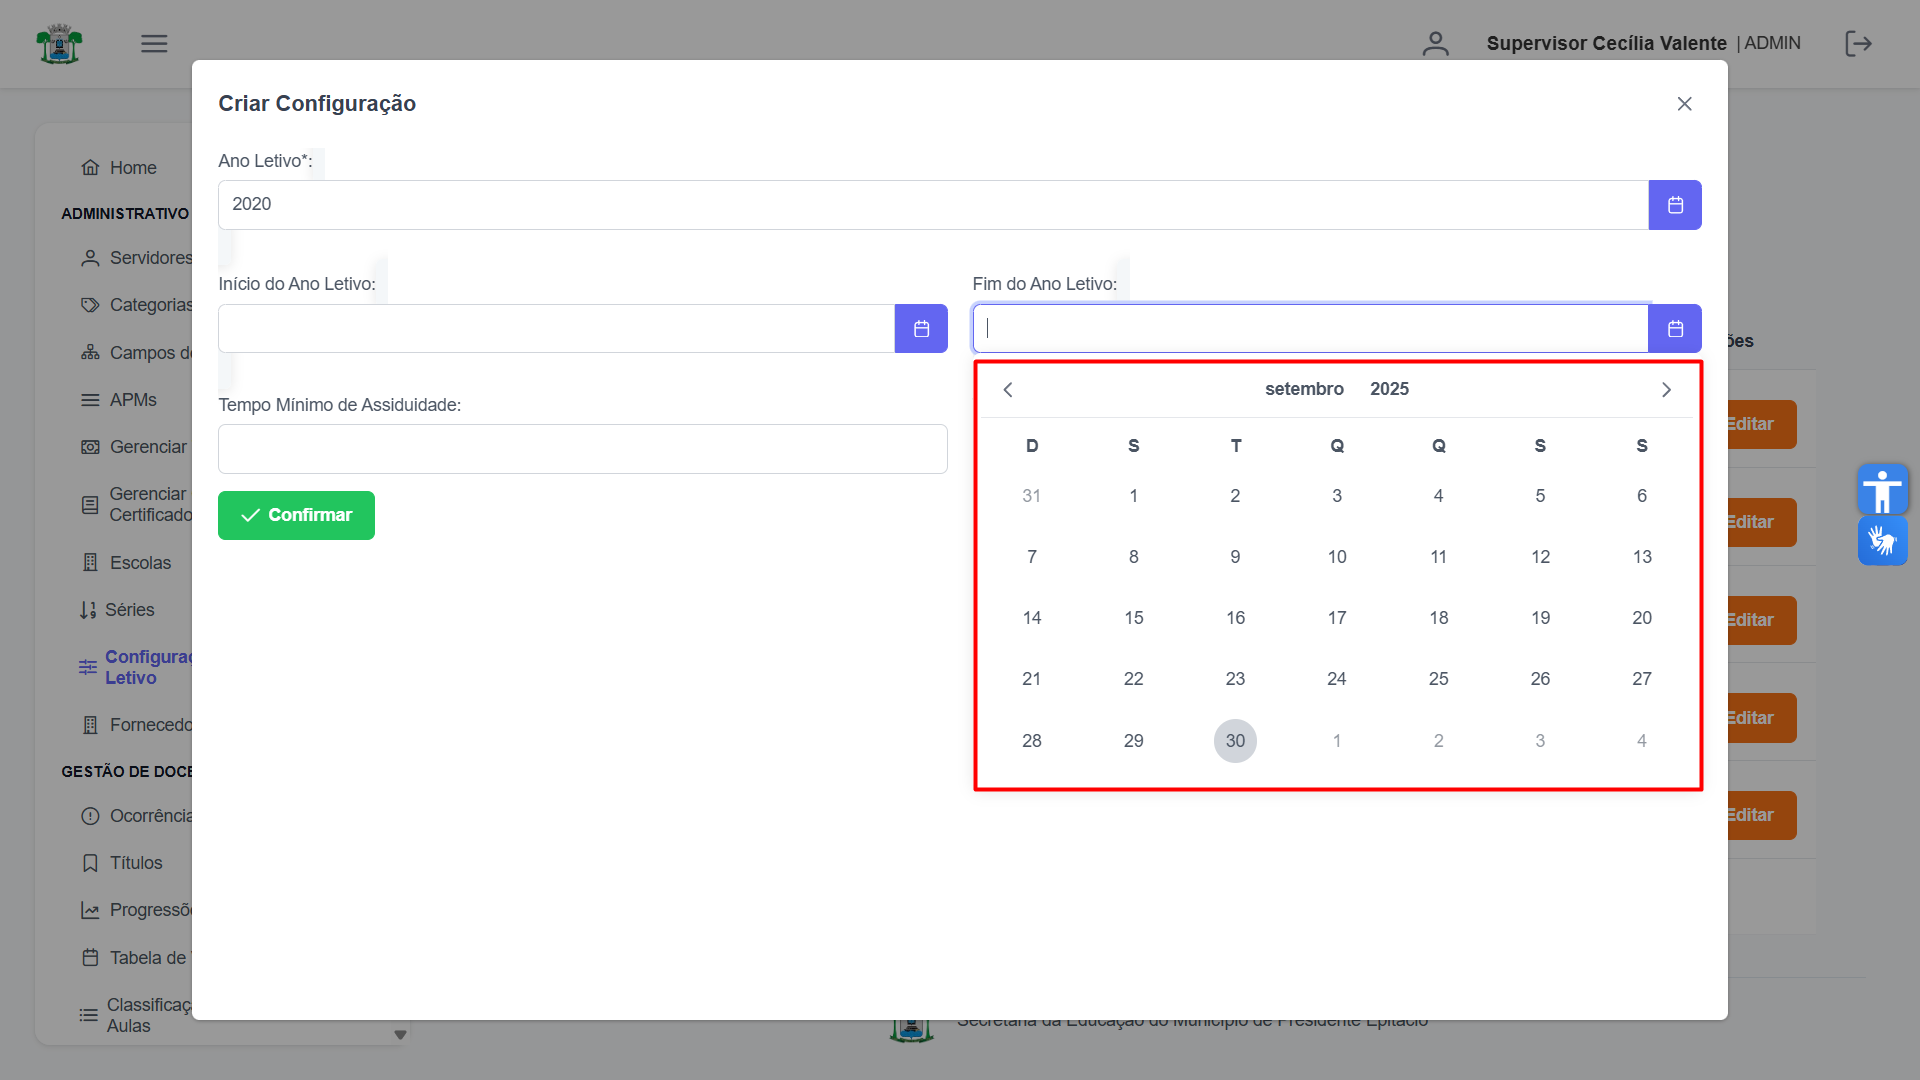 Supervisor Cecília Valente | ADMIN
Criar Configuração
Ano Letivo*:
2020
Início do Ano Letivo:
Fim do Ano Letivo:
Tempo Mínimo de Assiduidade:
Confirmar
setembro 2025
D S T Q Q S S
31 1 2 3 4 5 6
7 8 9 10 11 12 13
14 15 16 17 18 19 20
21 22 23 24 25 26 27
28 29 30 1 2 3 4
Home
ADMINISTRATIVO
Servidores
Categorias
Campos de
APMs
Gerenciar
Gerenciar
Certificado
Escolas
Séries
Configuraç
Letivo
Fornecedo
GESTÃO DE DOCE
Ocorrência
Títulos
Progressõe
Tabela de
Classificaç
Aulas
ões
Editar
Editar
Editar
Editar
Editar
Secretaria da Educação do Município de Presidente Epitácio